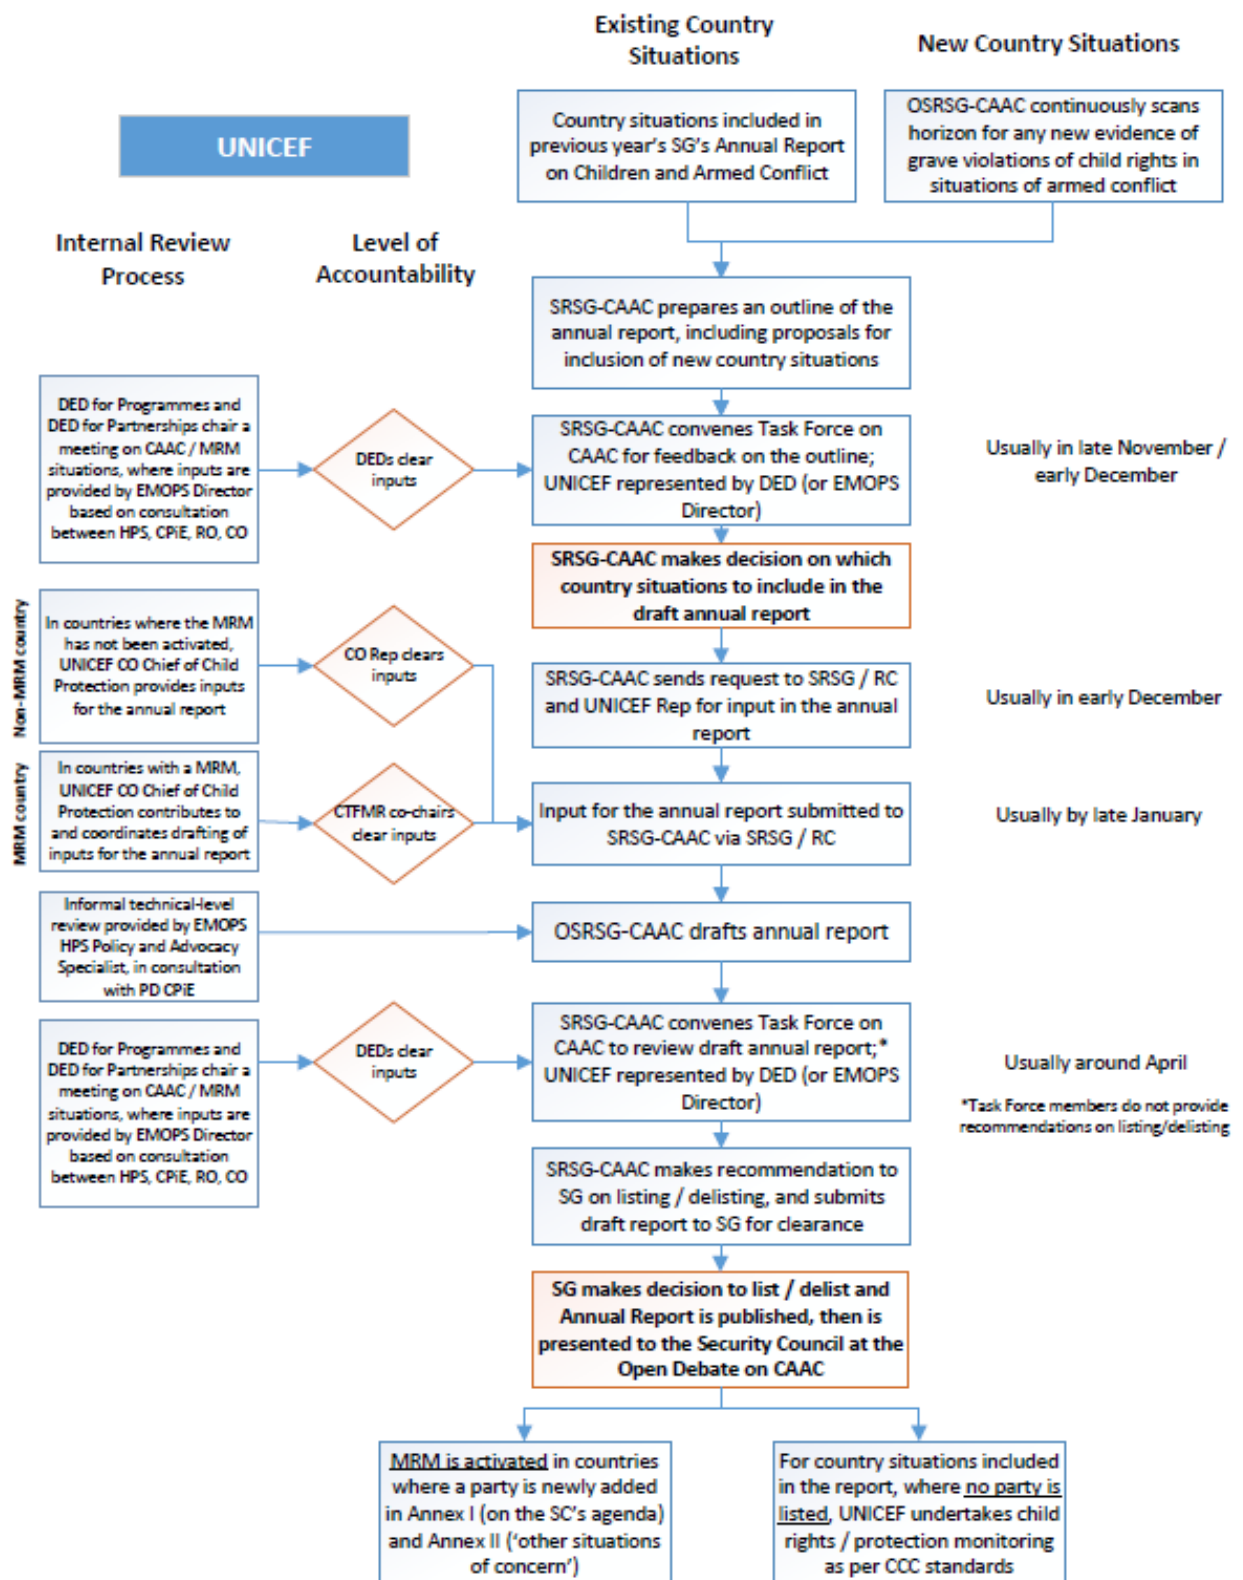 Existing Country
Situations
New Country Situations
UNICEF
Country situations included in
previous year's SG's Annual Report
on Children and Armed Conflict
OSRSG-CAAC continuously scans
horizon for any new evidence of
grave violations of child rights in
situations of armed conflict
Internal Review
Process
Level of
Accountability
SRSG-CAAC prepares an outline of the
annual report, including proposals for
inclusion of new country situations
DED for Programmes and
DED for Partnerships chair a
meeting on CAAC / MRM
situations, where inputs are
provided by EMOPS Director
based on consultation
between HPS, CPiE, RO, CO
DEDs clear
inputs
SRSG-CAAC convenes Task Force on
CAAC for feedback on the outline;
UNICEF represented by DED (or EMOPS
Director)
Usually in late November /
early December
SRSG-CAAC makes decision on which
country situations to include in the
draft annual report
Non-MRM country
In countries where the MRM
has not been activated,
UNICEF CO Chief of Child
Protection provides inputs
for the annual report
CO Rep clears
inputs
SRSG-CAAC sends request to SRSG / RC
and UNICEF Rep for input in the annual
report
Usually in early December
MRM country
In countries with a MRM,
UNICEF CO Chief of Child
Protection contributes to
and coordinates drafting of
inputs for the annual report
CTFMR co-chairs
clear inputs
Input for the annual report submitted to
SRSG-CAAC via SRSG / RC
Usually by late January
Informal technical-level
review provided by EMOPS
HPS Policy and Advocacy
Specialist, in consultation
with PD CPiE
OSRSG-CAAC drafts annual report
DED for Programmes and
DED for Partnerships chair a
meeting on CAAC / MRM
situations, where inputs are
provided by EMOPS Director
based on consultation
between HPS, CPiE, RO, CO
DEDs clear
inputs
SRSG-CAAC convenes Task Force on
CAAC to review draft annual report;*
UNICEF represented by DED (or EMOPS
Director)
Usually around April
*Task Force members do not provide
recommendations on listing/delisting
SRSG-CAAC makes recommendation to
SG on listing / delisting, and submits
draft report to SG for clearance
SG makes decision to list / delist and
Annual Report is published, then is
presented to the Security Council at the
Open Debate on CAAC
MRM is activated in countries
where a party is newly added
in Annex I (on the SC's agenda)
and Annex II ('other situations
of concern')
For country situations included
in the report, where no party is
listed, UNICEF undertakes child
rights / protection monitoring
as per CCC standards